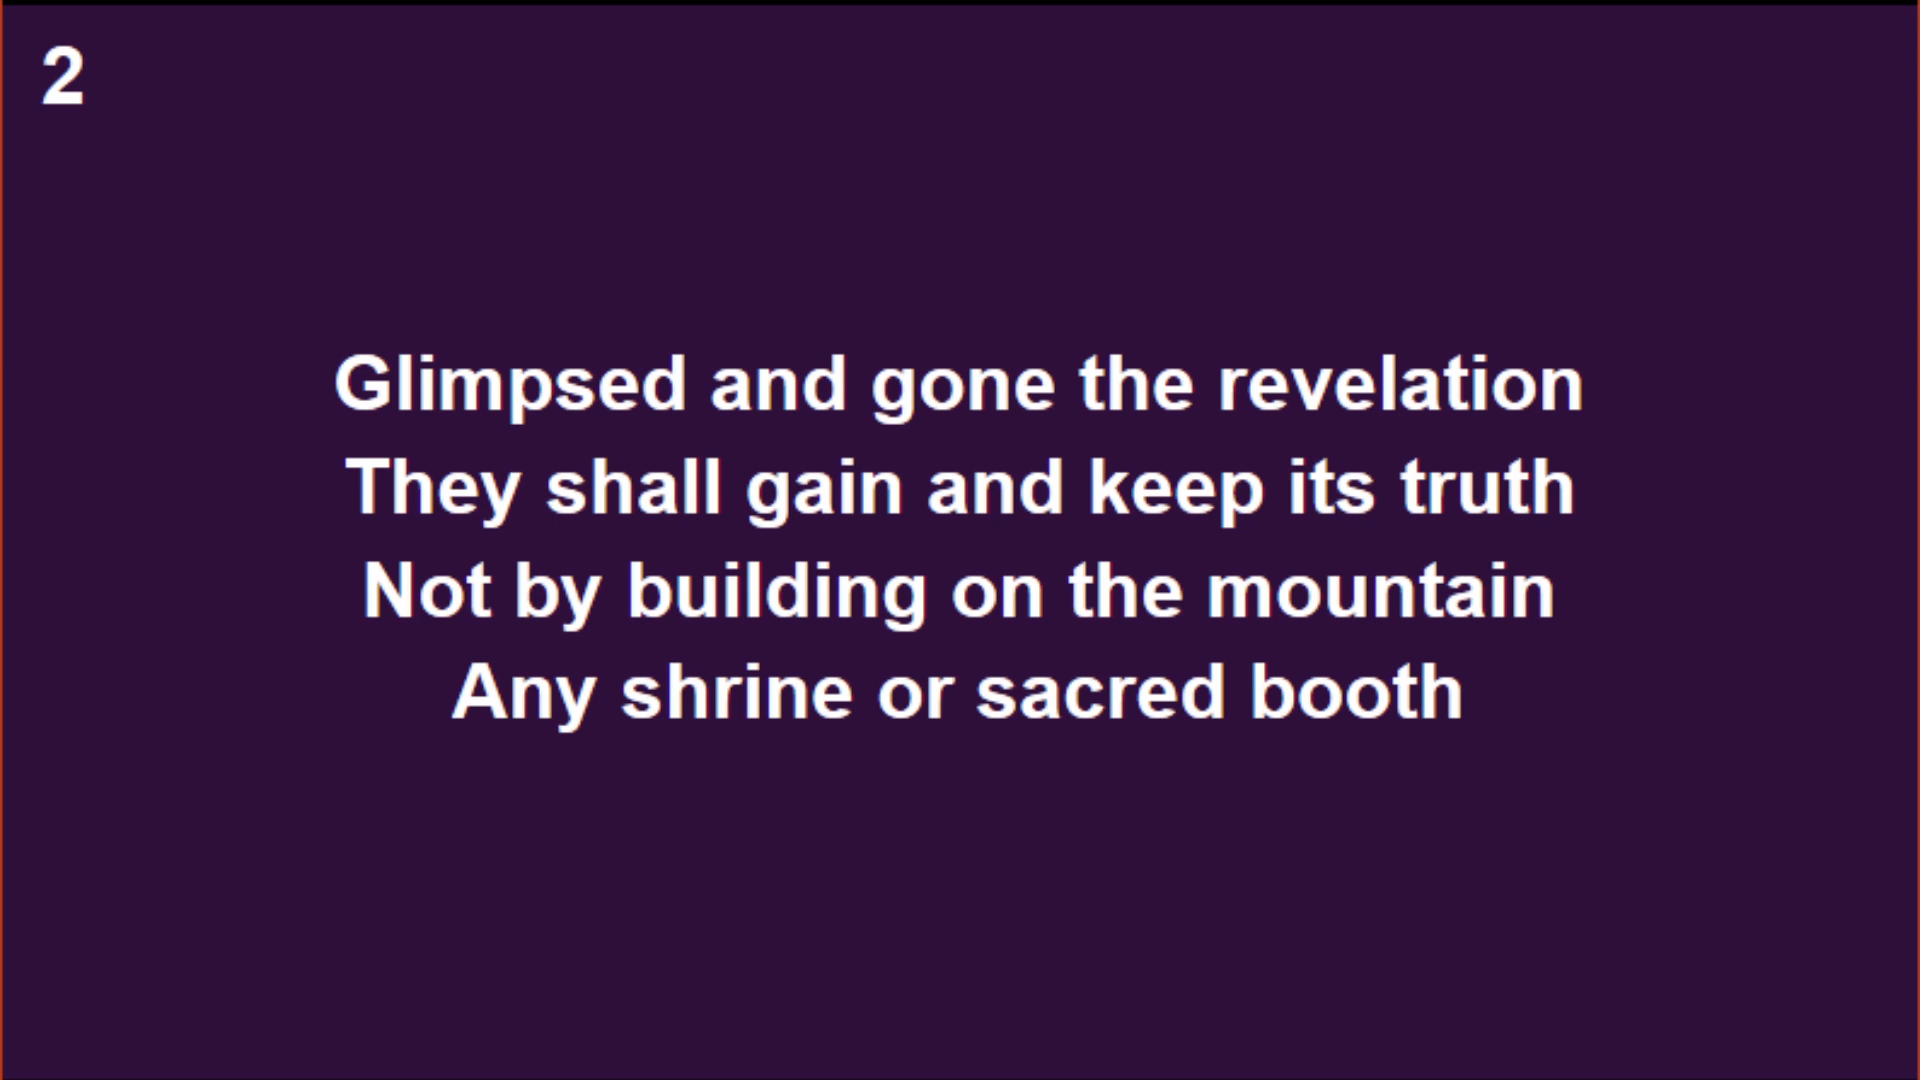 2
Glimpsed and gone the revelation
They shall gain and keep its truth
Not by building on the mountain
Any shrine or sacred booth